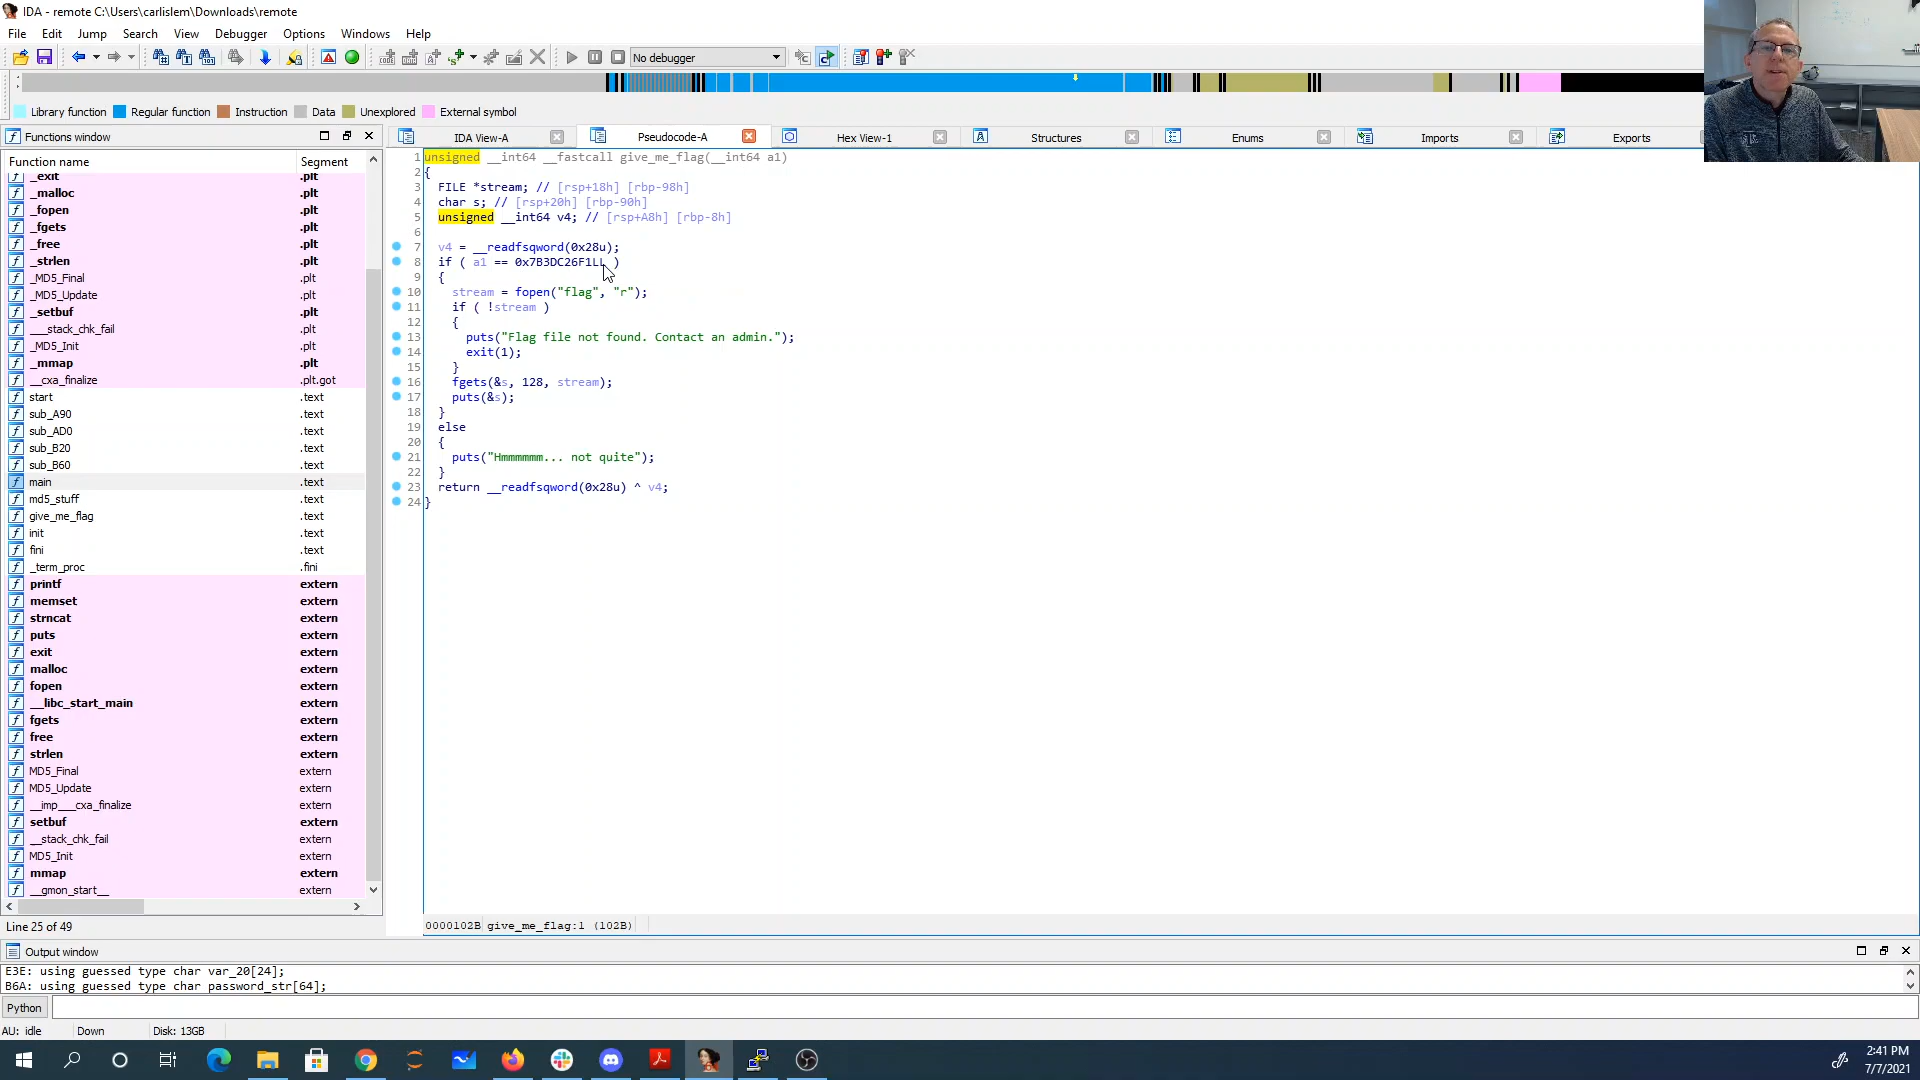 IDA - remote C:\Users\carlislem\Downloads\remote
File Edit Jump Search View Debugger Options Windows Help
No debugger
Library function Regular function Instruction Data Unexplored External symbol
Functions window
IDA View-A Pseudocode-A Hex View-1 Structures Enums Imports Exports
Function name Segment
_exit .plt
_malloc .plt
_fopen .plt
_fgets .plt
_free .plt
_strlen .plt
_MD5_Final .plt
_MD5_Update .plt
_setbuf .plt
___stack_chk_fail .plt
_MD5_Init .plt
_mmap .plt
__cxa_finalize .plt.got
start .text
sub_A90 .text
sub_AD0 .text
sub_B20 .text
sub_B60 .text
main .text
md5_stuff .text
give_me_flag .text
init .text
fini .text
_term_proc .fini
printf extern
memset extern
strncat extern
puts extern
exit extern
malloc extern
fopen extern
__libc_start_main extern
fgets extern
free extern
strlen extern
MD5_Final extern
MD5_Update extern
__imp___cxa_finalize extern
setbuf extern
__stack_chk_fail extern
MD5_Init extern
mmap extern
__gmon_start__ extern
Line 25 of 49
1 unsigned __int64 __fastcall give_me_flag(__int64 a1)
2 {
3 FILE *stream; // [rsp+18h] [rbp-98h]
4 char s; // [rsp+20h] [rbp-90h]
5 unsigned __int64 v4; // [rsp+A8h] [rbp-8h]
6
7 v4 = __readfsqword(0x28u);
8 if ( a1 == 0x7B3DC26F1LL )
9 {
10 stream = fopen("flag", "r");
11 if ( !stream )
12 {
13 puts("Flag file not found. Contact an admin.");
14 exit(1);
15 }
16 fgets(&s, 128, stream);
17 puts(&s);
18 }
19 else
20 {
21 puts("Hmmmmmm... not quite");
22 }
23 return __readfsqword(0x28u) ^ v4;
24 }
0000102B give_me_flag:1 (102B)
Output window
E3E: using guessed type char var_20[24];
B6A: using guessed type char password_str[64];
Python
AU: idle Down Disk: 13GB
2:41 PM
7/7/2021